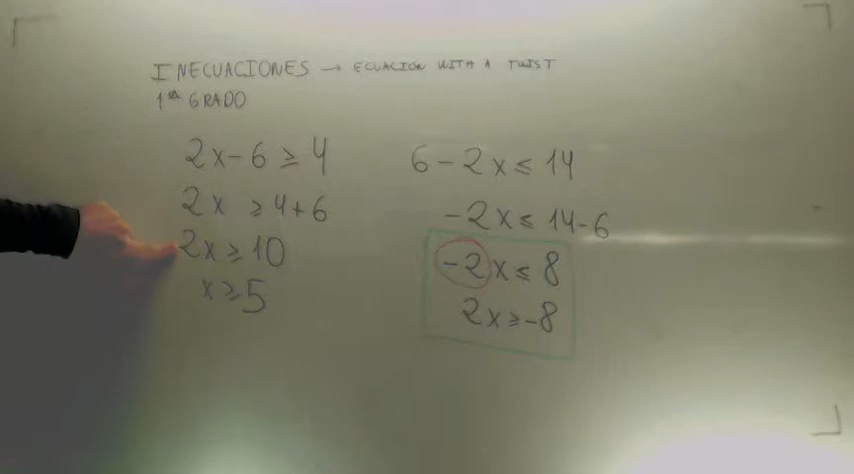 INECUACIONES → ECUACIÓN WITH A TWIST
1ᵉʳ GRADO
2x - 6 ≥ 4
2x ≥ 4 + 6
2x ≥ 10
x ≥ 5
6 - 2x ≤ 14
-2x ≤ 14 - 6
-2x ≤ 8
2x ≥ -8